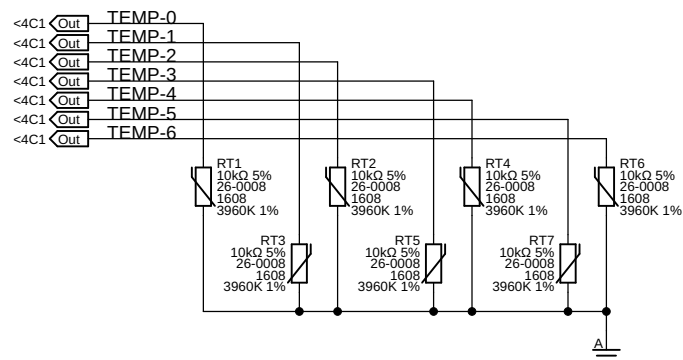 <4C1 Out TEMP-0
<4C1 Out TEMP-1
<4C1 Out TEMP-2
<4C1 Out TEMP-3
<4C1 Out TEMP-4
<4C1 Out TEMP-5
<4C1 Out TEMP-6
RT1
10kΩ 5%
26-0008
1608
3960K 1%
RT2
10kΩ 5%
26-0008
1608
3960K 1%
RT4
10kΩ 5%
26-0008
1608
3960K 1%
RT6
10kΩ 5%
26-0008
1608
3960K 1%
RT3
10kΩ 5%
26-0008
1608
3960K 1%
RT5
10kΩ 5%
26-0008
1608
3960K 1%
RT7
10kΩ 5%
26-0008
1608
3960K 1%
A